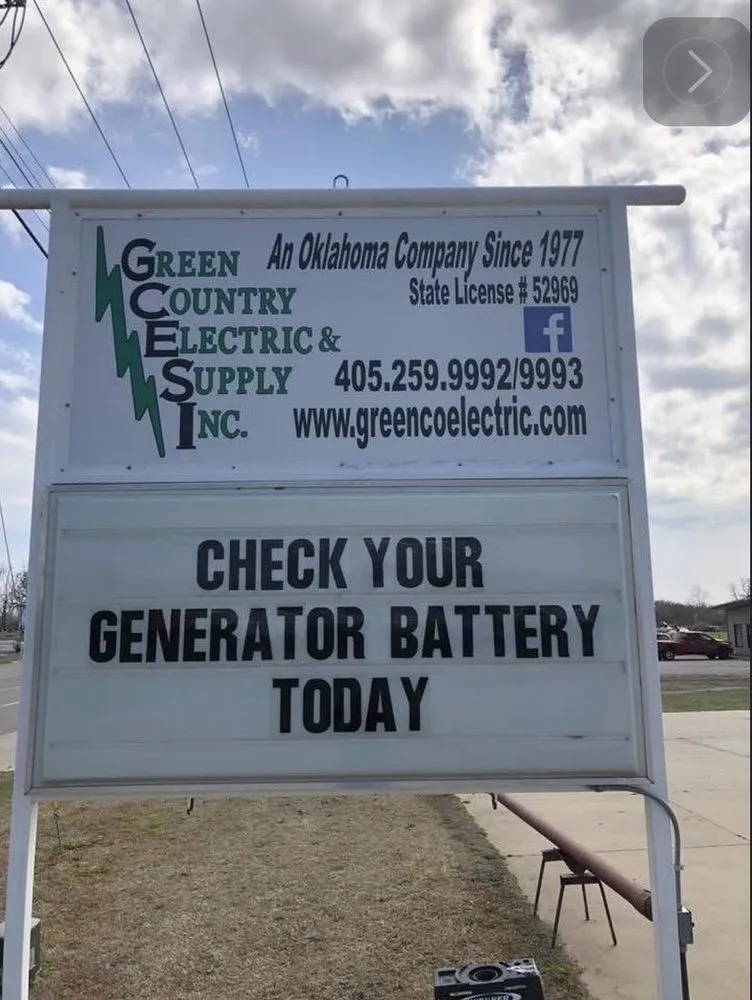 GREEN
COUNTRY
ELECTRIC &
SUPPLY
INC.
An Oklahoma Company Since 1977
State License # 52969
f
405.259.9992/9993
www.greencoelectric.com
CHECK YOUR
GENERATOR BATTERY
TODAY